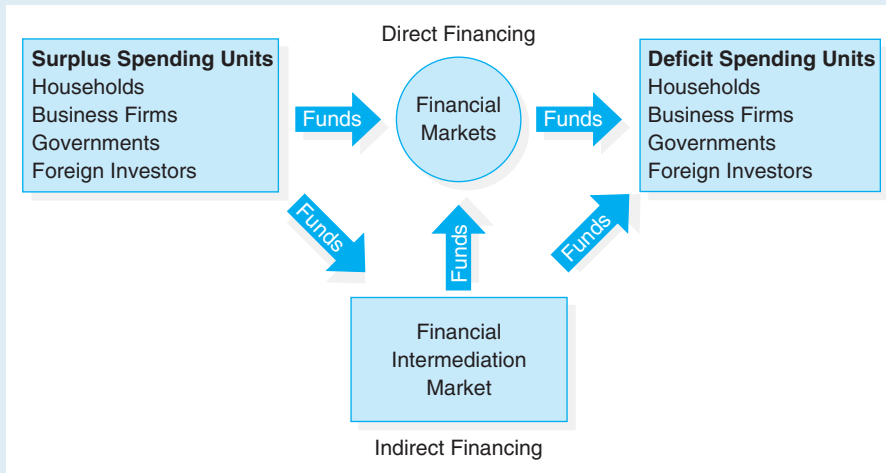 Direct Financing
Surplus Spending Units
Households
Business Firms
Governments
Foreign Investors
Funds
Financial
Markets
Funds
Deficit Spending Units
Households
Business Firms
Governments
Foreign Investors
Funds
Funds
Funds
Financial
Intermediation
Market
Indirect Financing